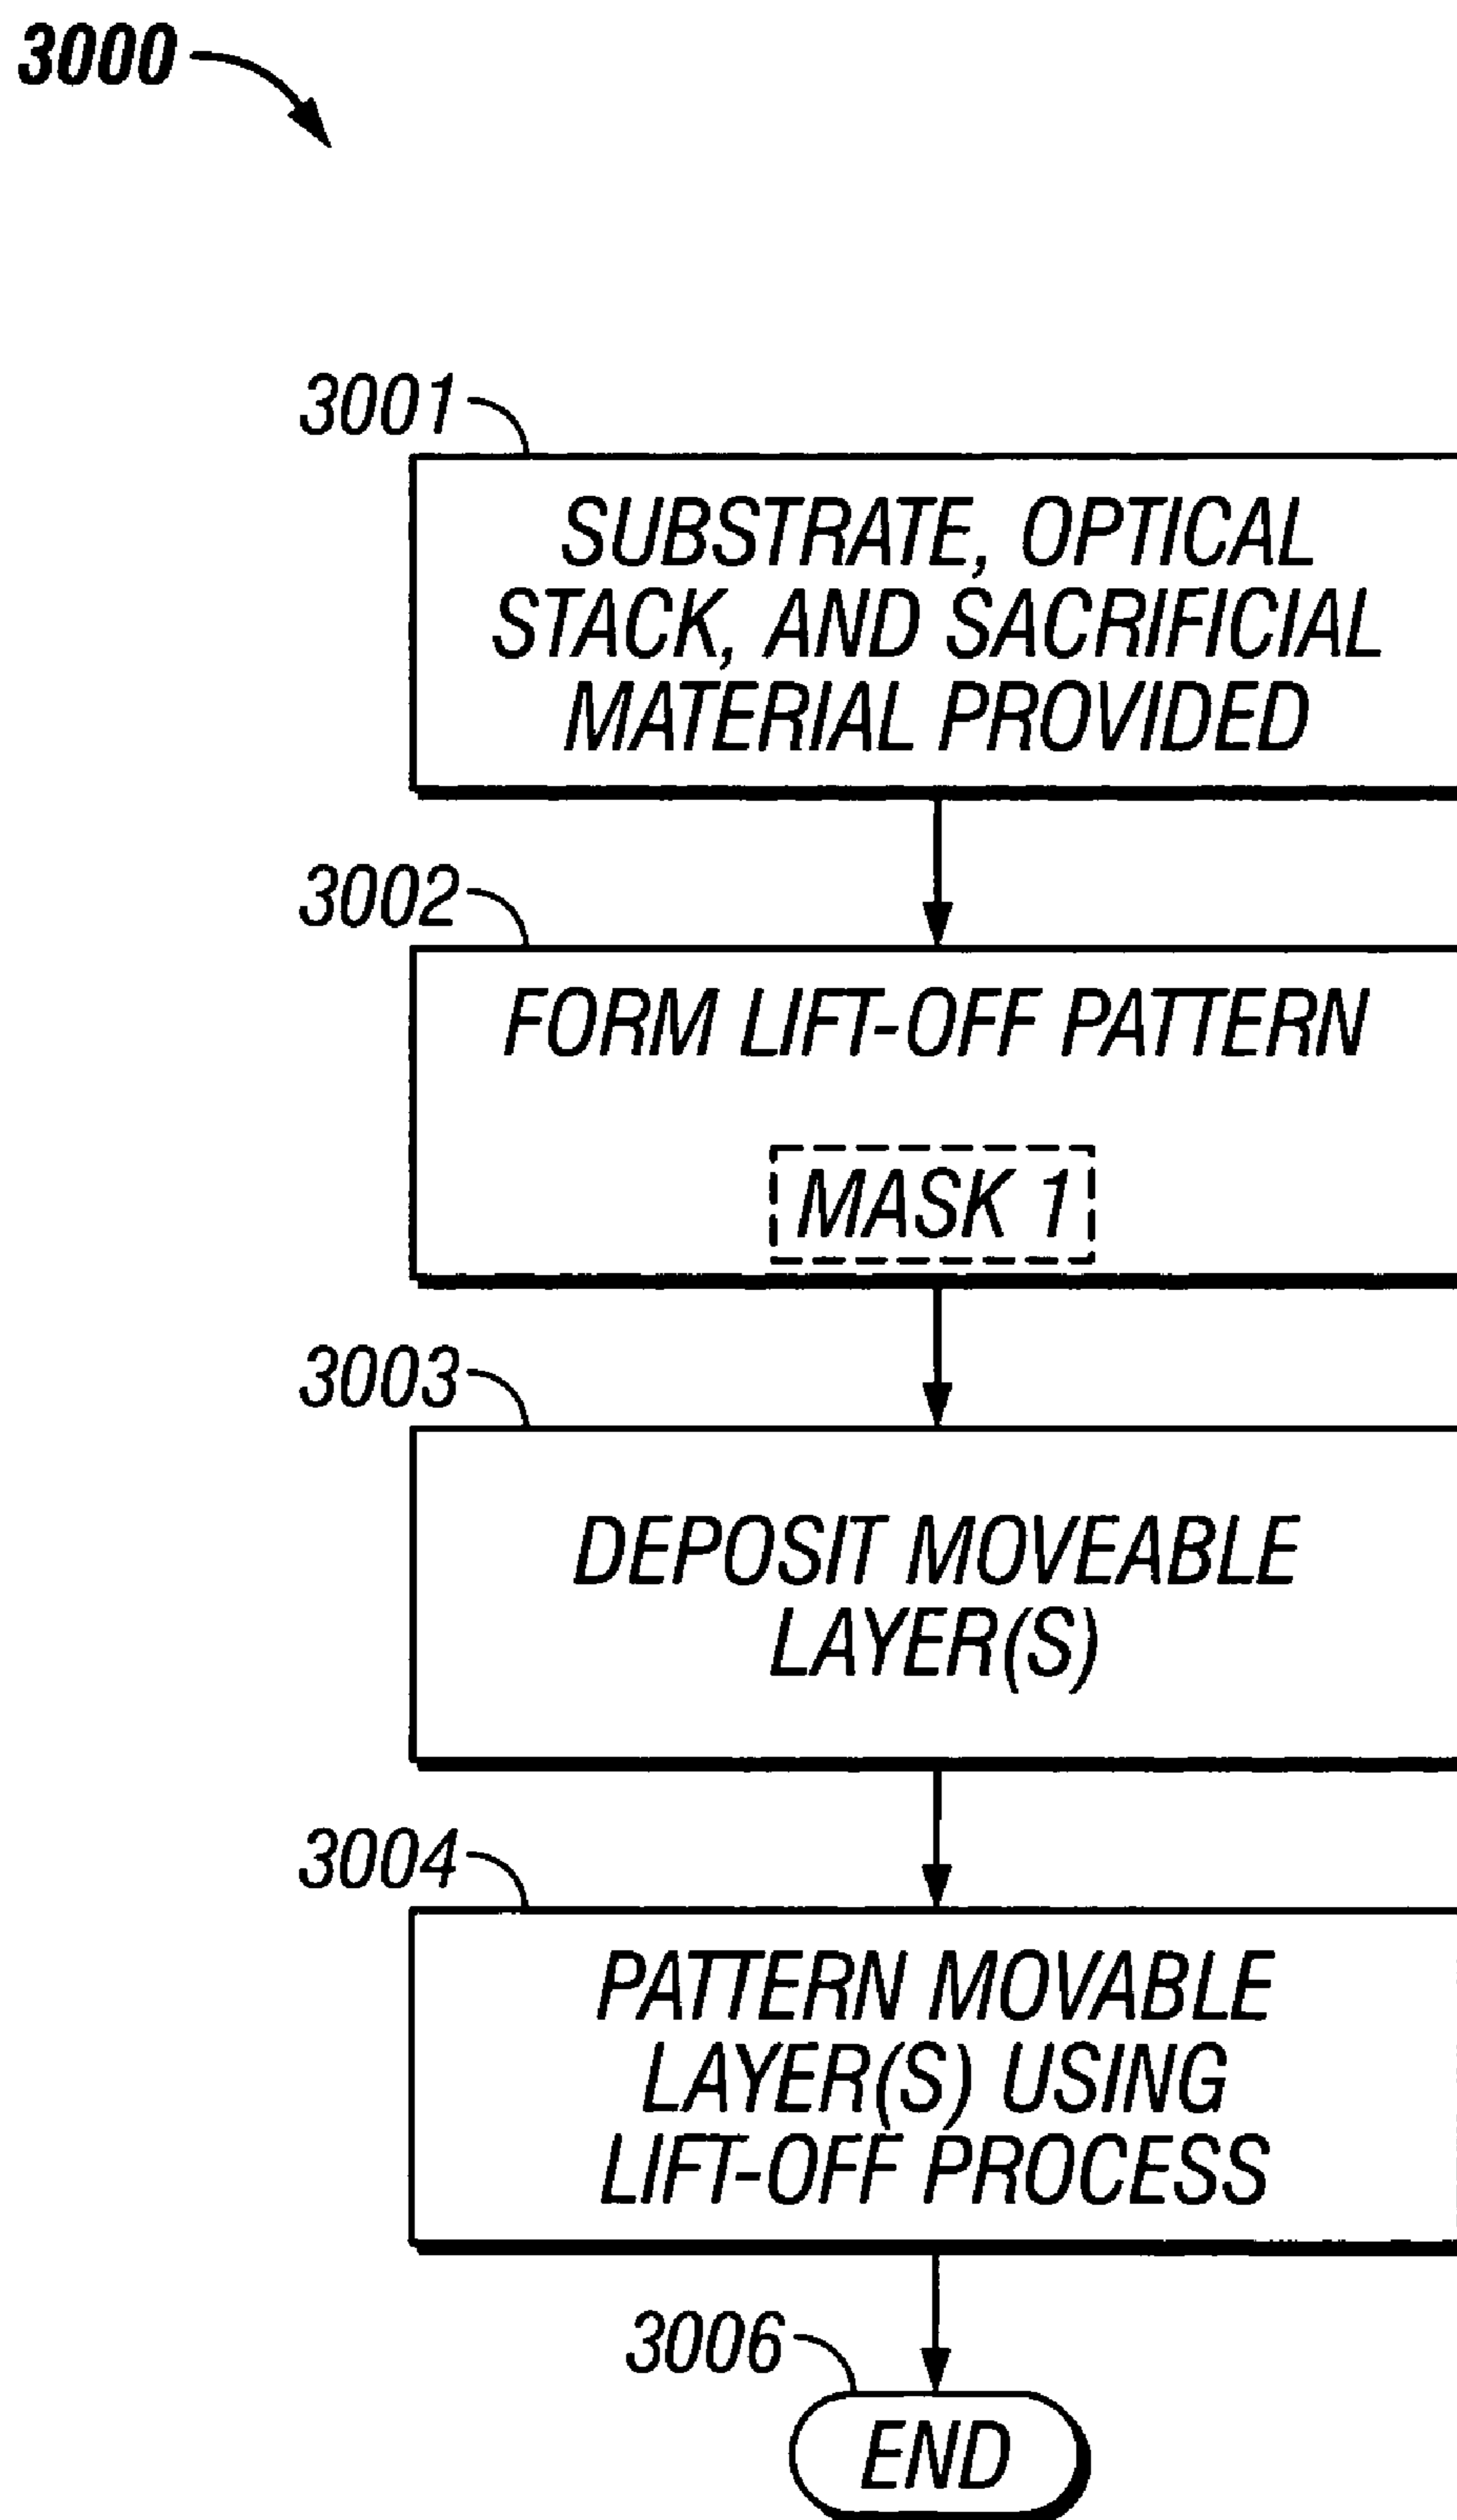 3000
3001
SUBSTRATE, OPTICAL
STACK, AND SACRIFICIAL
MATERIAL PROVIDED
3002
FORM LIFT-OFF PATTERN
MASK 1
3003
DEPOSIT MOVEABLE
LAYER(S)
3004
PATTERN MOVABLE
LAYER(S) USING
LIFT-OFF PROCESS
3006
END